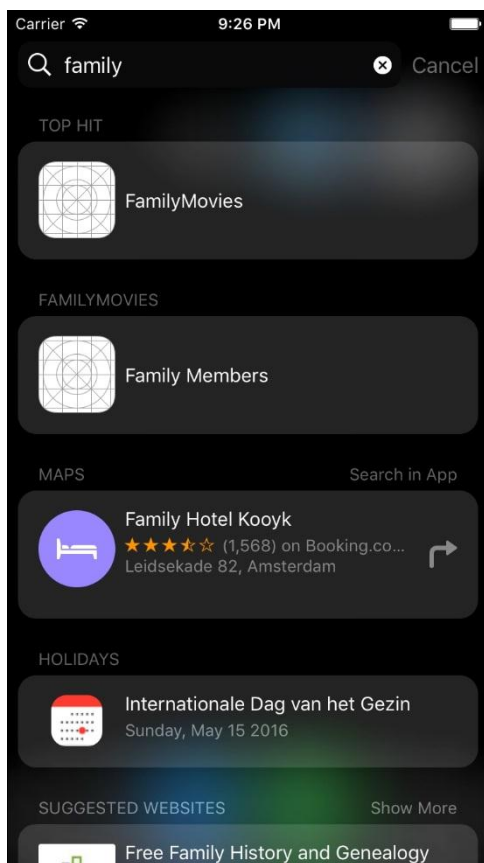 Carrier 9:26 PM
family Cancel
TOP HIT
FamilyMovies
FAMILYMOVIES
Family Members
MAPS Search in App
Family Hotel Kooyk
(1,568) on Booking.co...
Leidsekade 82, Amsterdam
HOLIDAYS
Internationale Dag van het Gezin
Sunday, May 15 2016
SUGGESTED WEBSITES Show More
Free Family History and Genealogy